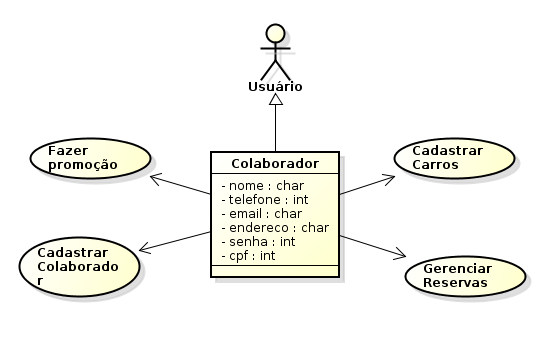 Usuário
Fazer
promoção
Colaborador
- nome : char
- telefone : int
- email : char
- endereco : char
- senha : int
- cpf : int
Cadastrar
Carros
Cadastrar
Colaborado
r
Gerenciar
Reservas